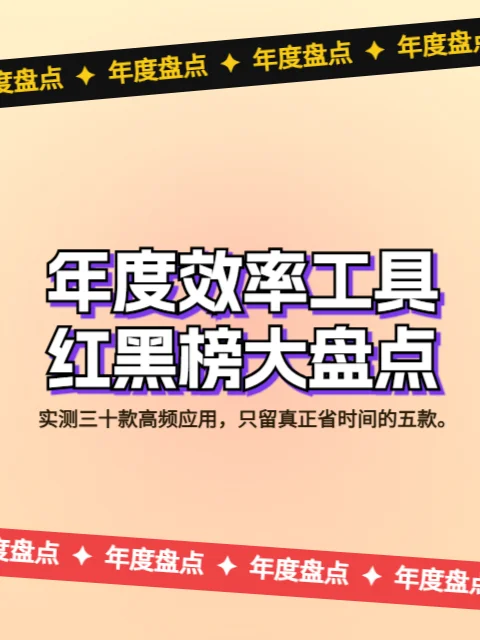 度盘点 ✦ 年度盘点 ✦ 年度盘点 ✦ 年度盘点
年度效率工具
红黑榜大盘点
实测三十款高频应用，只留真正省时间的五款。
度盘点 ✦ 年度盘点 ✦ 年度盘点 ✦ 年度盘点